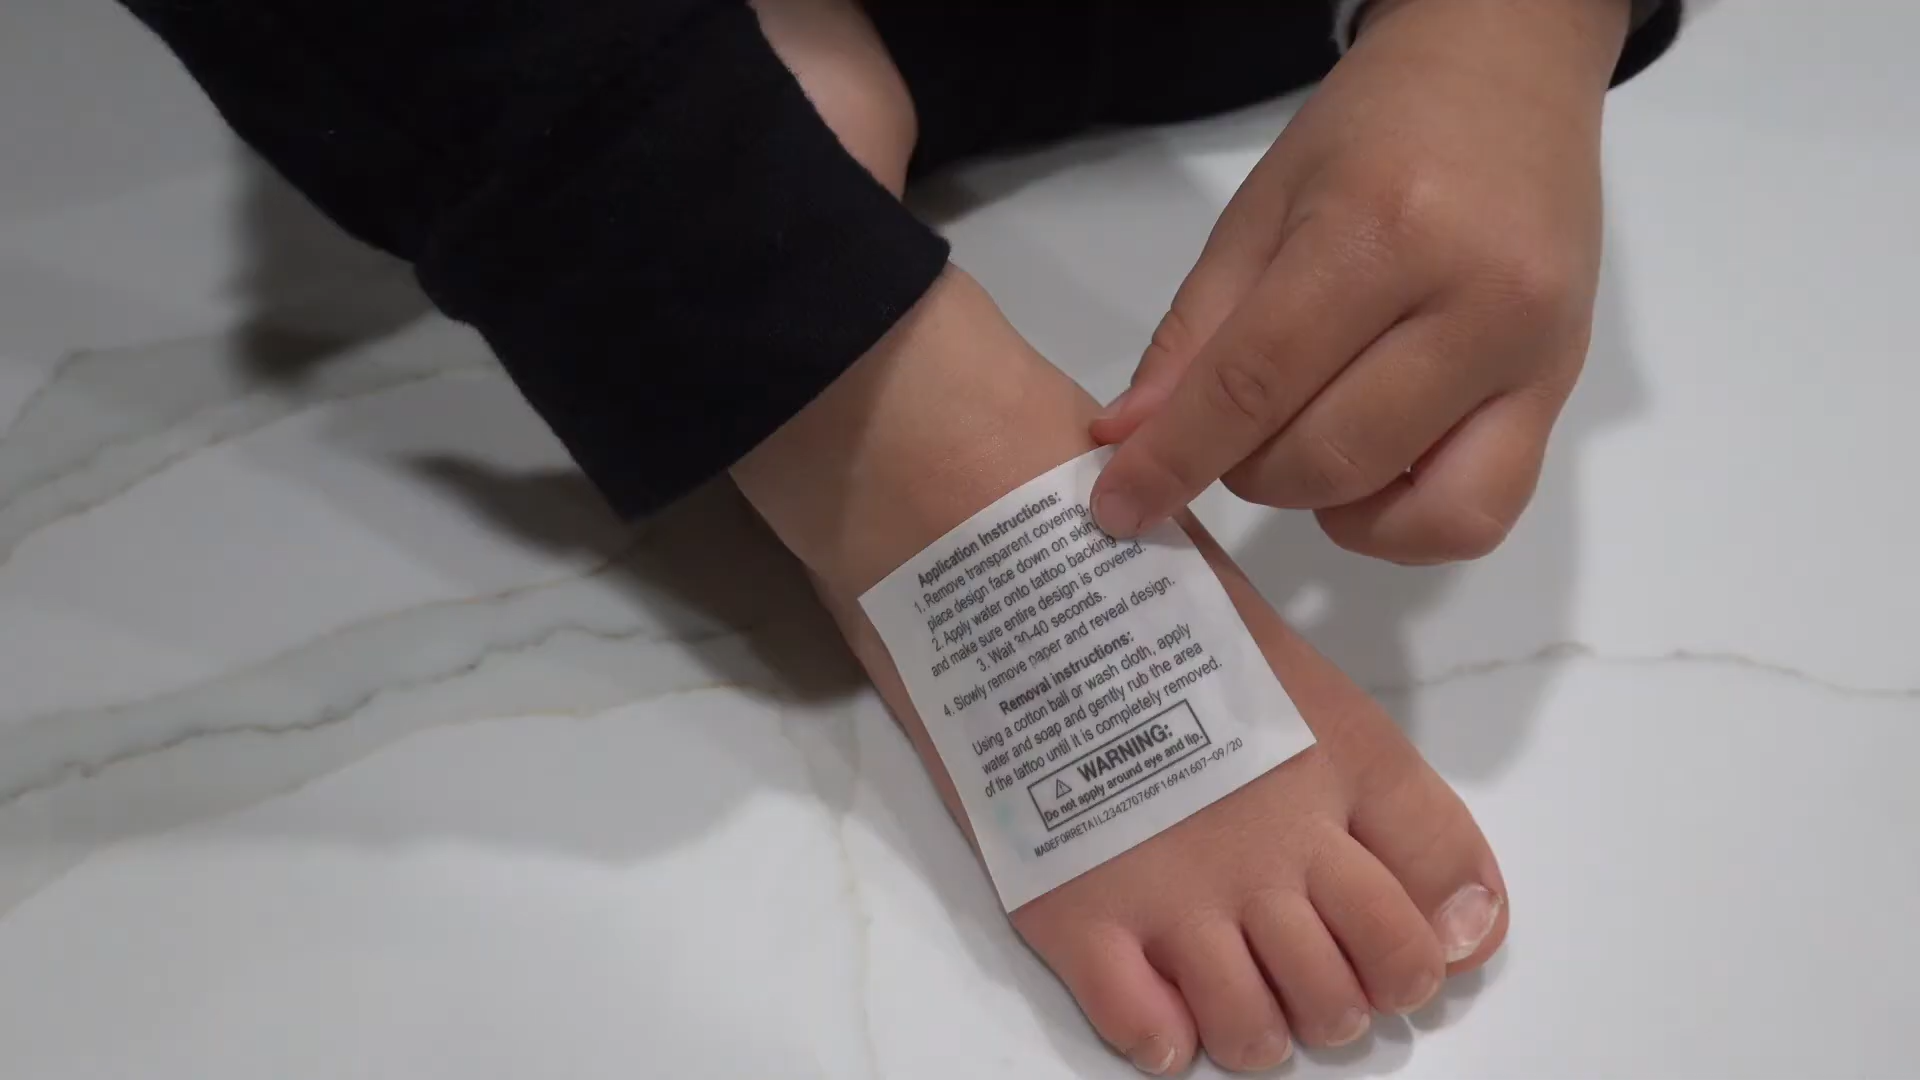 Application Instructions:
1. Remove transparent covering,
place design face down on skin
2. Apply water onto tattoo backing
and make sure entire design is covered.
3. Wait 30-40 seconds.
4. Slowly remove paper and reveal design.
Removal instructions:
Using a cotton ball or wash cloth, apply
water and soap and gently rub the area
of the tattoo until it is completely removed.
⚠ WARNING:
Do not apply around eye and lip.
MADEFORRETAIL234270760F16941607-09/20